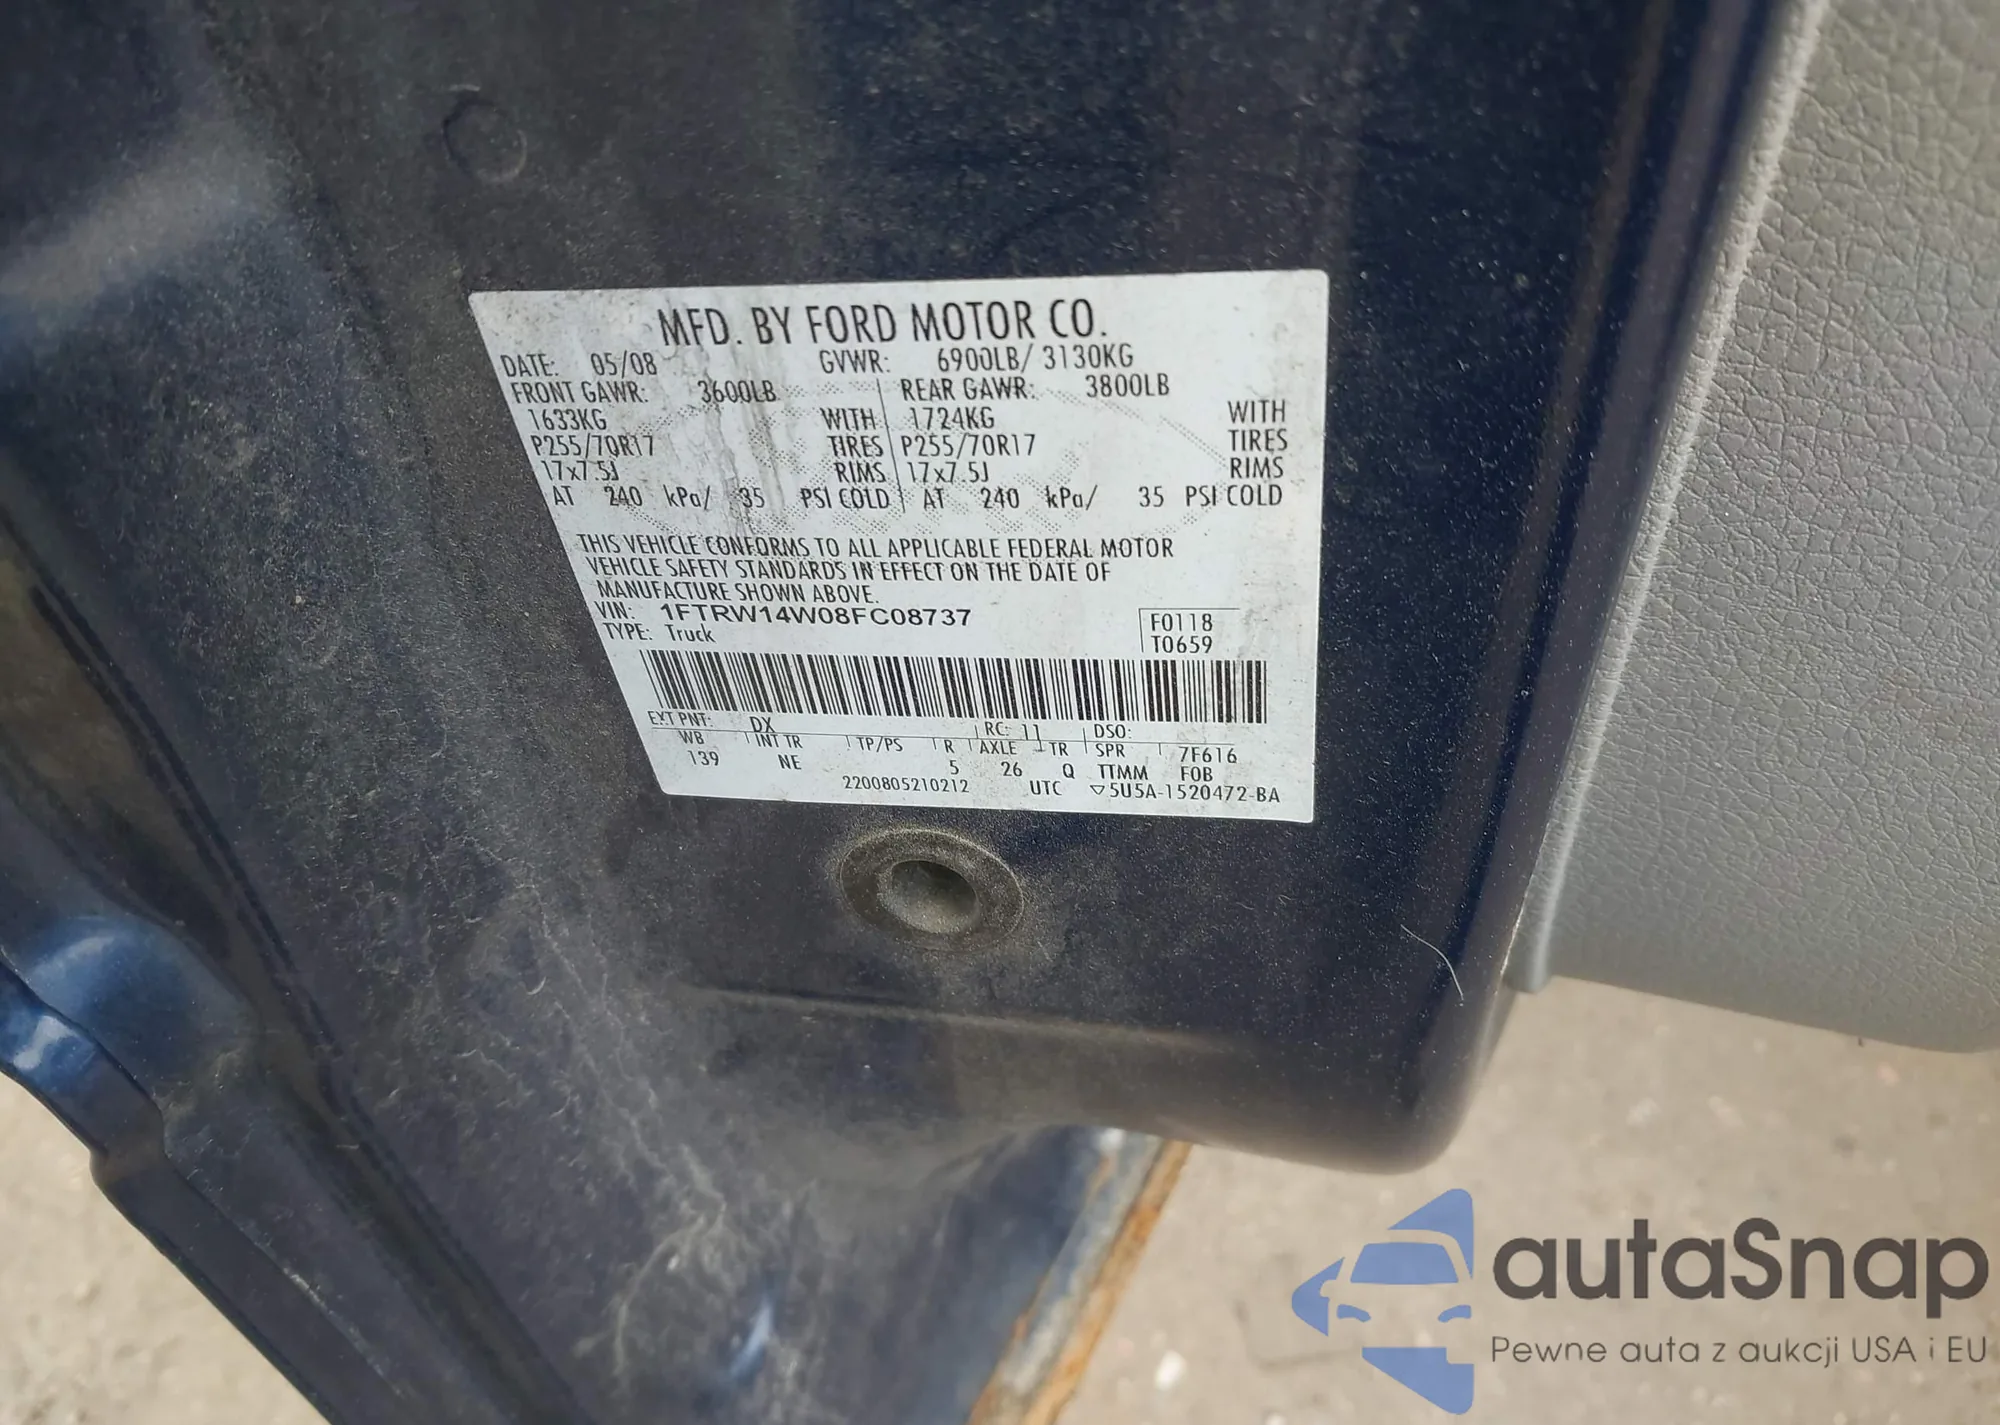 MFD. BY FORD MOTOR CO.
DATE: 05/08 GVWR: 6900LB/ 3130KG
FRONT GAWR: 3600LB REAR GAWR: 3800LB
1633KG WITH 1724KG WITH
P255/70R17 TIRES P255/70R17 TIRES
17x7.5J RIMS 17x7.5J RIMS
AT 240 kPa/ 35 PSI COLD AT 240 kPa/ 35 PSI COLD
THIS VEHICLE CONFORMS TO ALL APPLICABLE FEDERAL MOTOR
VEHICLE SAFETY STANDARDS IN EFFECT ON THE DATE OF
MANUFACTURE SHOWN ABOVE.
VIN: 1FTRW14W08FC08737 F0118
TYPE: Truck T0659
EXT PNT: DX RC: 11 DSO:
WB INT TR TP/PS R AXLE TR SPR 7F616
139 NE 5 26 Q TTMM FOB
2200805210212 UTC ▽5U5A-1520472-BA
autaSnap
Pewne auta z aukcji USA i EU